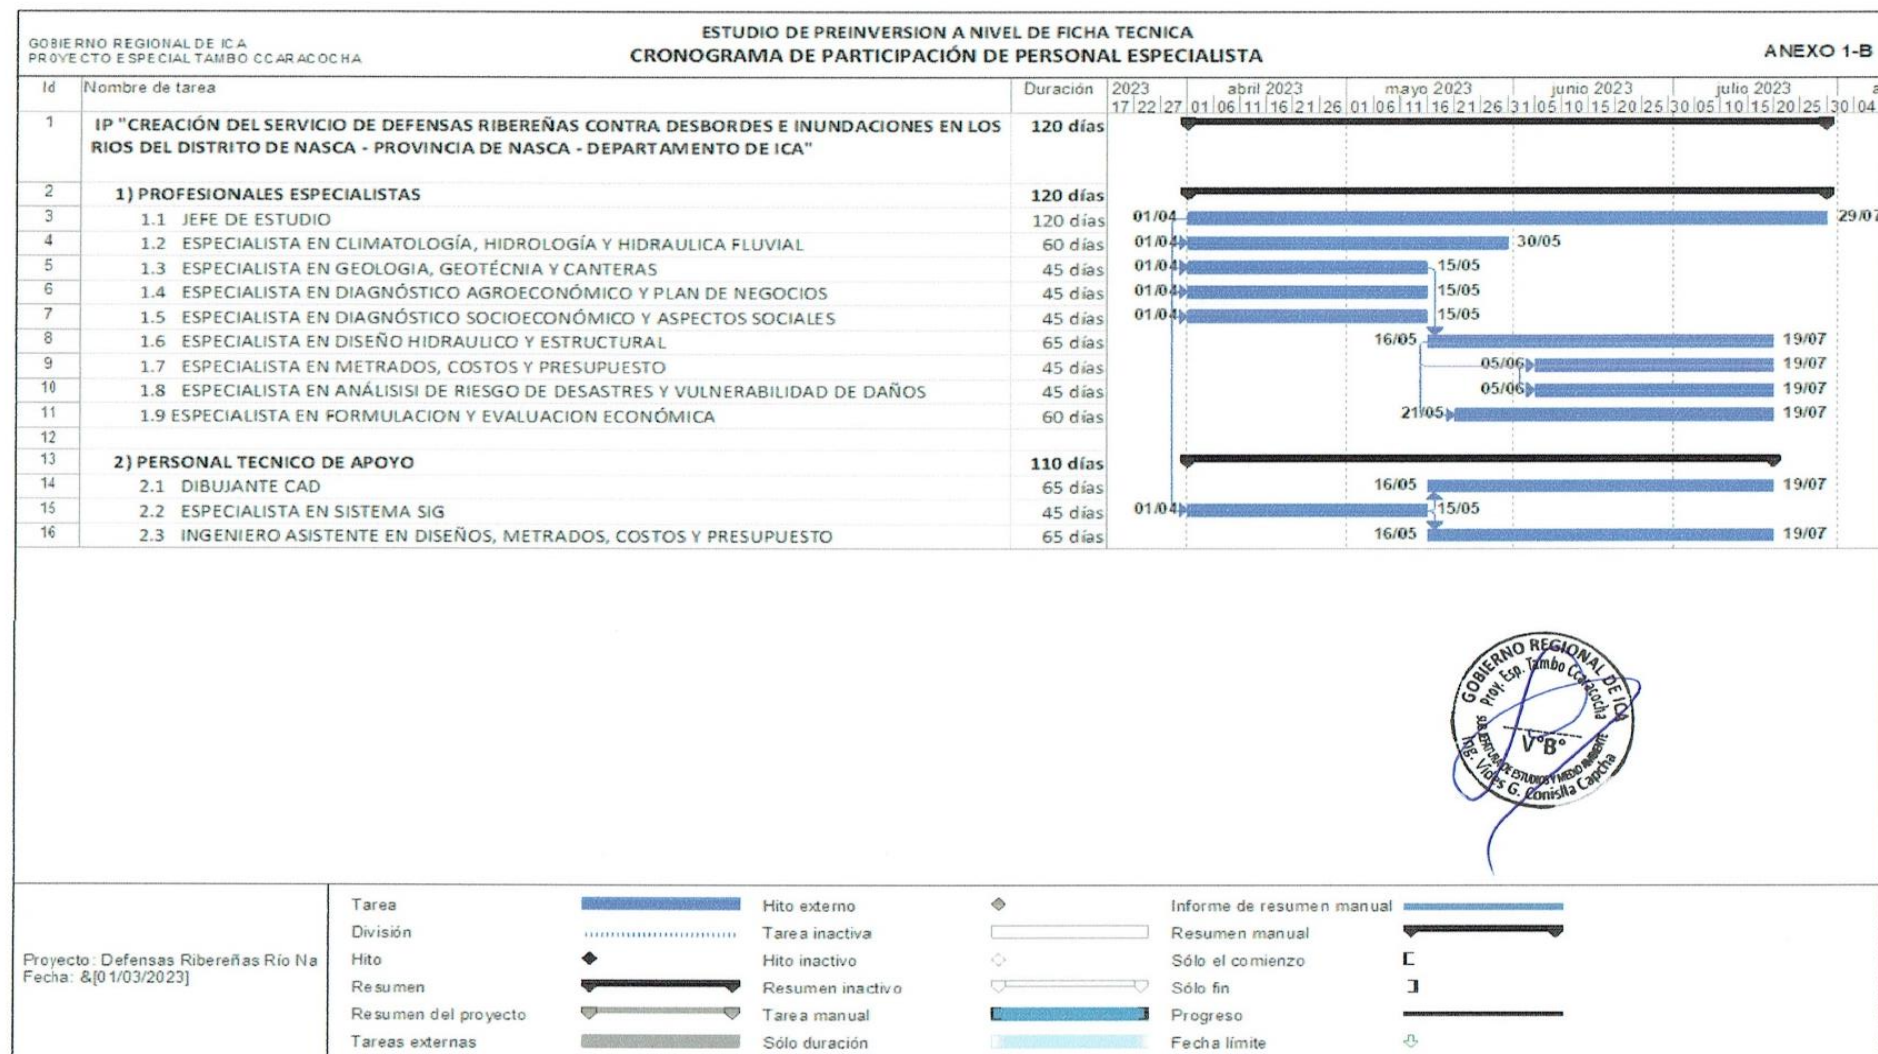 ESTUDIO DE PREINVERSION A NIVEL DE FICHA TECNICA
GOBIERNO REGIONAL DE ICA
CRONOGRAMA DE PARTICIPACIÓN DE PERSONAL ESPECIALISTA
ANEXO 1-B
PROYECTO ESPECIAL TAMBO CCARACOCHA
Id Nombre de tarea Duración 2023 abril 2023 mayo 2023 junio 2023 julio 2023 a
17 22 27 01 06 11 16 21 26 01 06 11 16 21 26 31 05 10 15 20 25 30 05 10 15 20 25 30 04
1 IP "CREACIÓN DEL SERVICIO DE DEFENSAS RIBEREÑAS CONTRA DESBORDES E INUNDACIONES EN LOS 120 días
RIOS DEL DISTRITO DE NASCA - PROVINCIA DE NASCA - DEPARTAMENTO DE ICA"
2 1) PROFESIONALES ESPECIALISTAS 120 días
3 1.1 JEFE DE ESTUDIO 120 días 01/04 29/07
4 1.2 ESPECIALISTA EN CLIMATOLOGÍA, HIDROLOGÍA Y HIDRAULICA FLUVIAL 60 días 01/04 30/05
5 1.3 ESPECIALISTA EN GEOLOGIA, GEOTÉCNIA Y CANTERAS 45 días 01/04 15/05
6 1.4 ESPECIALISTA EN DIAGNÓSTICO AGROECONÓMICO Y PLAN DE NEGOCIOS 45 días 01/04 15/05
7 1.5 ESPECIALISTA EN DIAGNÓSTICO SOCIOECONÓMICO Y ASPECTOS SOCIALES 45 días 01/04 15/05
8 1.6 ESPECIALISTA EN DISEÑO HIDRAULICO Y ESTRUCTURAL 65 días 16/05 19/07
9 1.7 ESPECIALISTA EN METRADOS, COSTOS Y PRESUPUESTO 45 días 05/06 19/07
10 1.8 ESPECIALISTA EN ANÁLISISI DE RIESGO DE DESASTRES Y VULNERABILIDAD DE DAÑOS 45 días 05/06 19/07
11 1.9 ESPECIALISTA EN FORMULACION Y EVALUACION ECONÓMICA 60 días 21/05 19/07
12
13 2) PERSONAL TECNICO DE APOYO 110 días
14 2.1 DIBUJANTE CAD 65 días 16/05 19/07
15 2.2 ESPECIALISTA EN SISTEMA SIG 45 días 01/04 15/05
16 2.3 INGENIERO ASISTENTE EN DISEÑOS, METRADOS, COSTOS Y PRESUPUESTO 65 días 16/05 19/07
GOBIERNO REGIONAL DE ICA
Proy. Esp. Tambo Ccaracocha
V°B°
SUB JEFATURA DE ESTUDIOS Y MEDIO AMBIENTE
Ing. Vides G. Conislla Capcha
Proyecto: Defensas Ribereñas Río Na
Fecha: &[01/03/2023]
Tarea Hito externo Informe de resumen manual
División Tarea inactiva Resumen manual
Hito Hito inactivo Sólo el comienzo
Resumen Resumen inactivo Sólo fin
Resumen del proyecto Tarea manual Progreso
Tareas externas Sólo duración Fecha límite